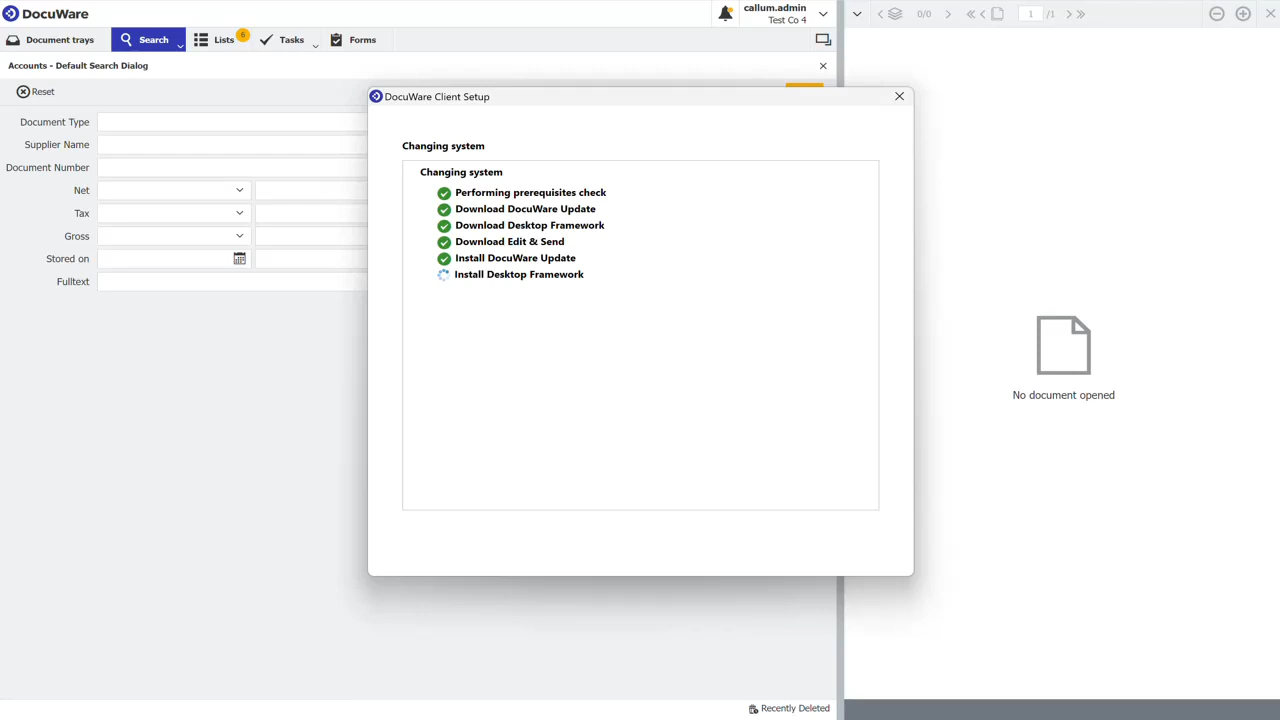 DocuWare
callum.admin
Test Co 4
0/0
1 /1
Document trays
Search
Lists 6
Tasks
Forms
Accounts - Default Search Dialog
Reset
DocuWare Client Setup
Document Type
Supplier Name
Document Number
Net
Tax
Gross
Stored on
Fulltext
Changing system
Changing system
Performing prerequisites check
Download DocuWare Update
Download Desktop Framework
Download Edit & Send
Install DocuWare Update
Install Desktop Framework
No document opened
Recently Deleted